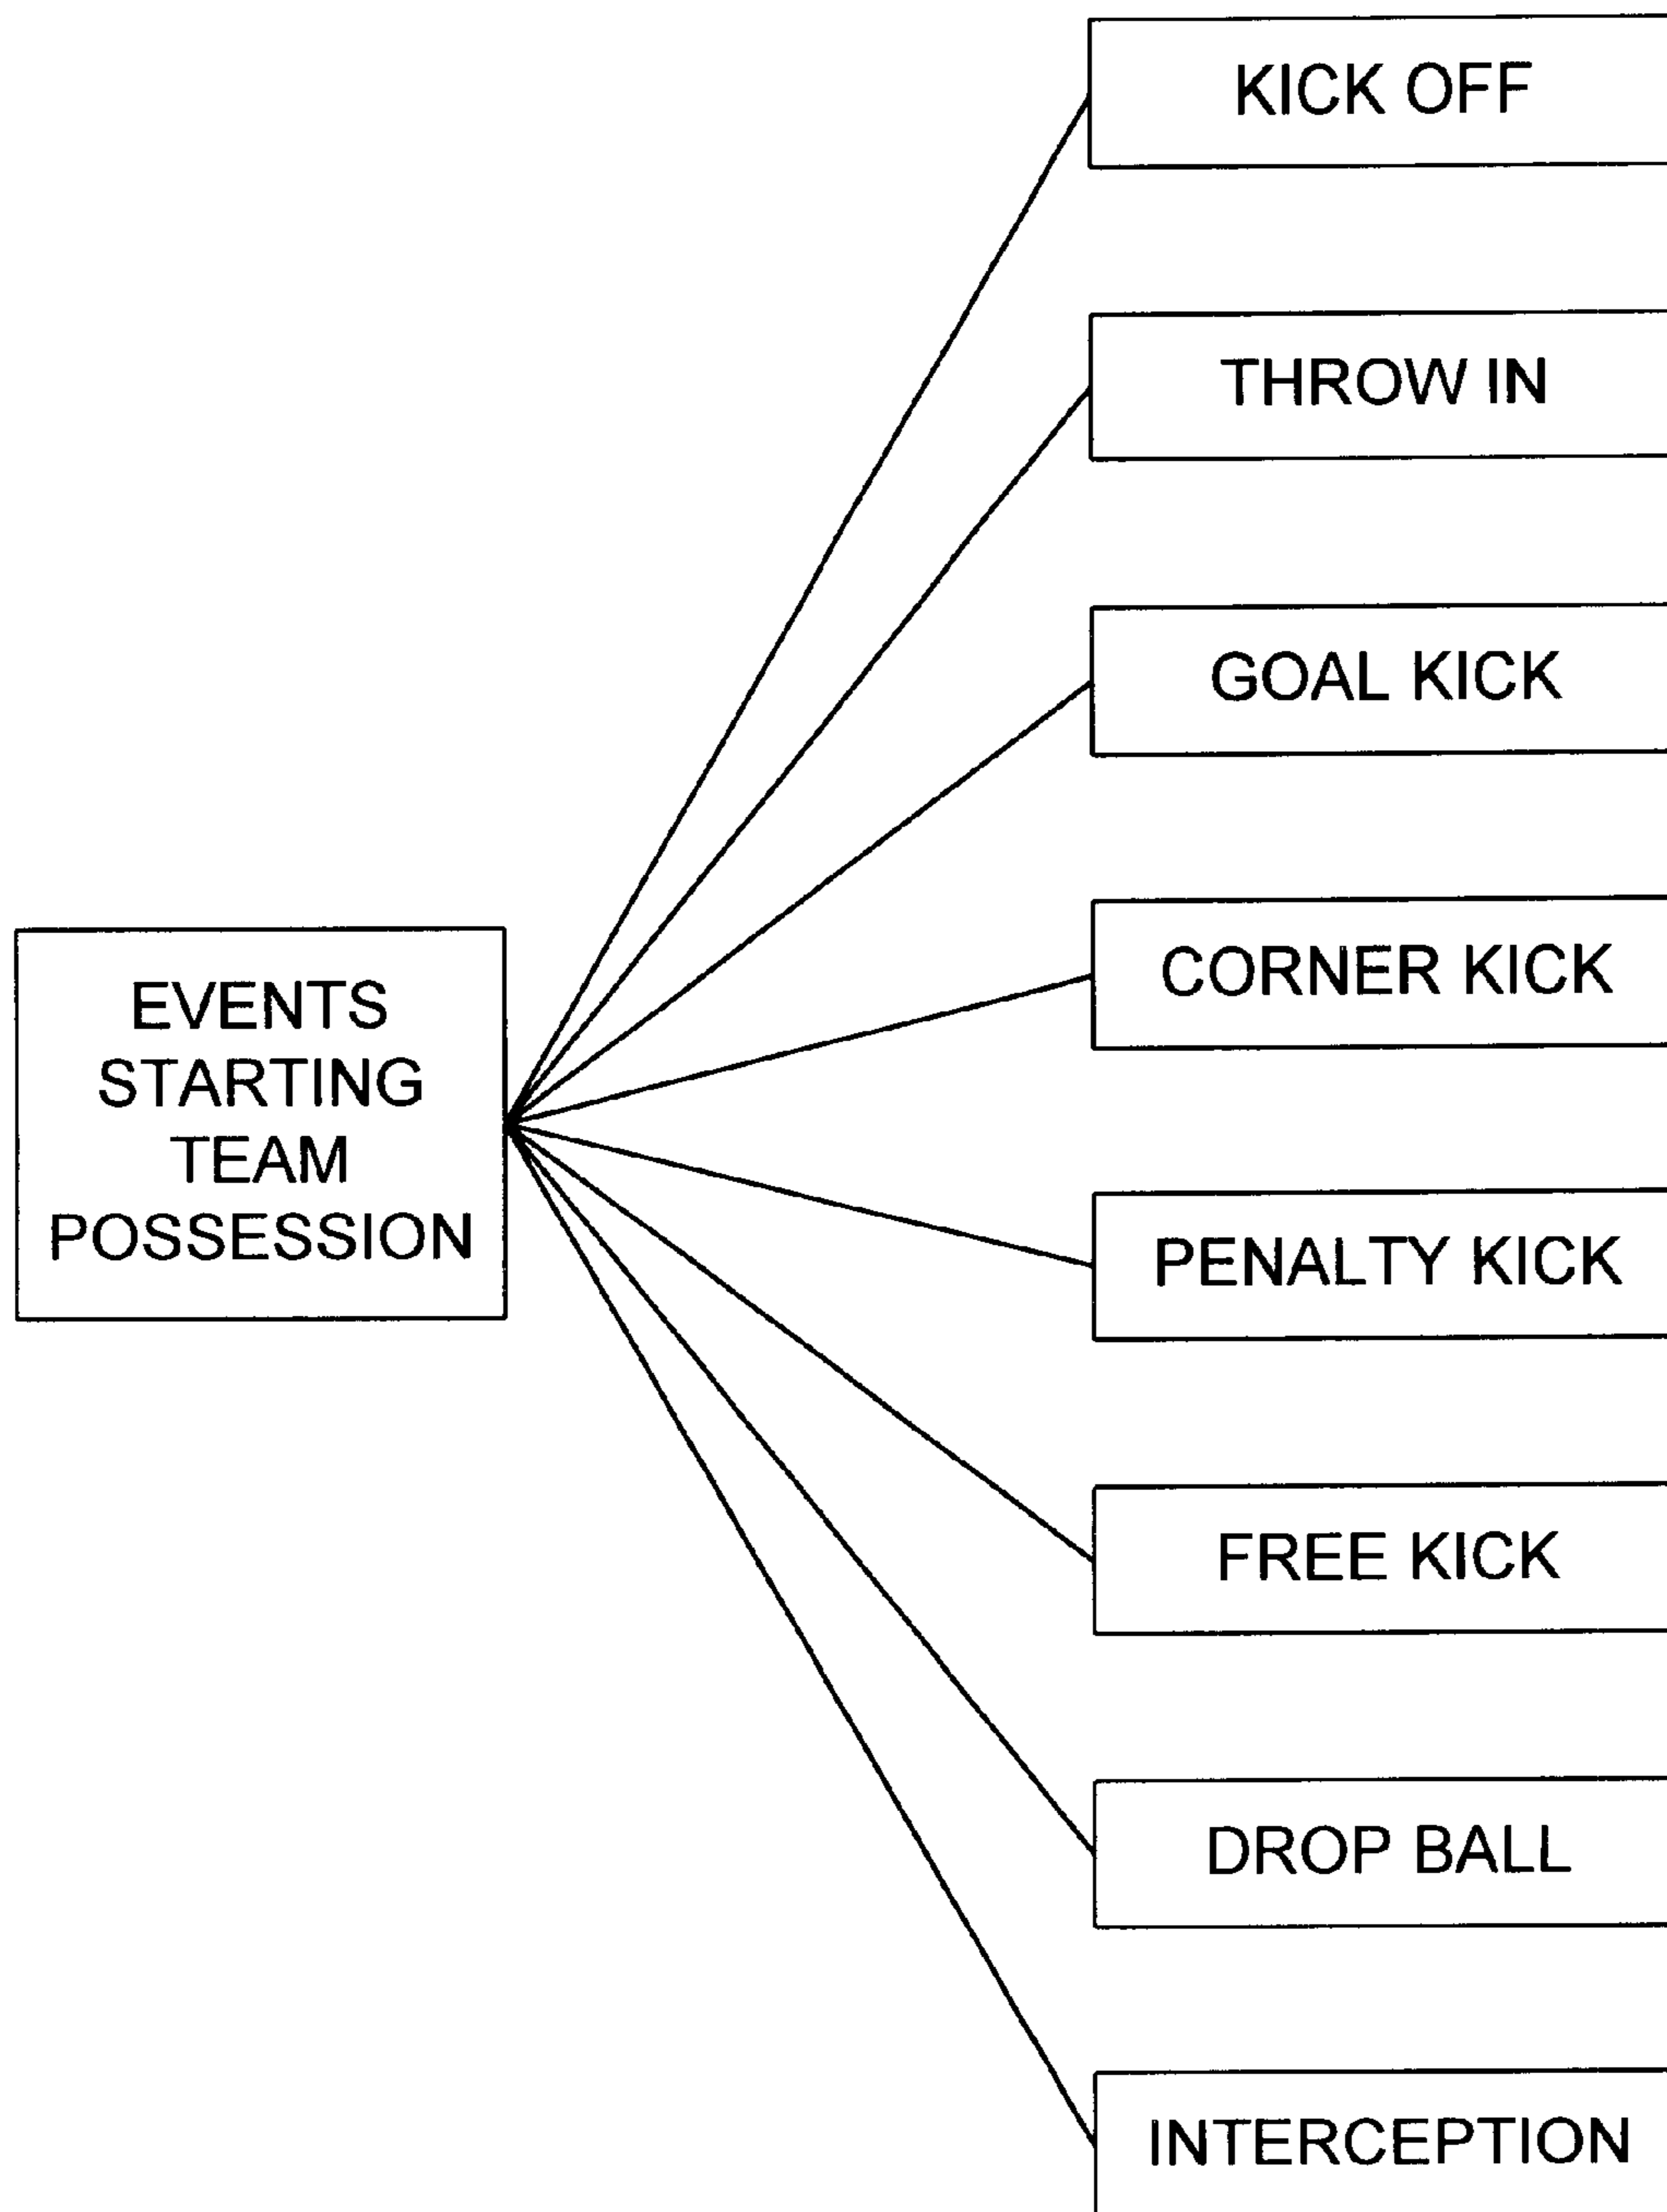 KICK OFF
THROW IN
GOAL KICK
CORNER KICK
EVENTS
STARTING
TEAM
POSSESSION
PENALTY KICK
FREE KICK
DROP BALL
INTERCEPTION